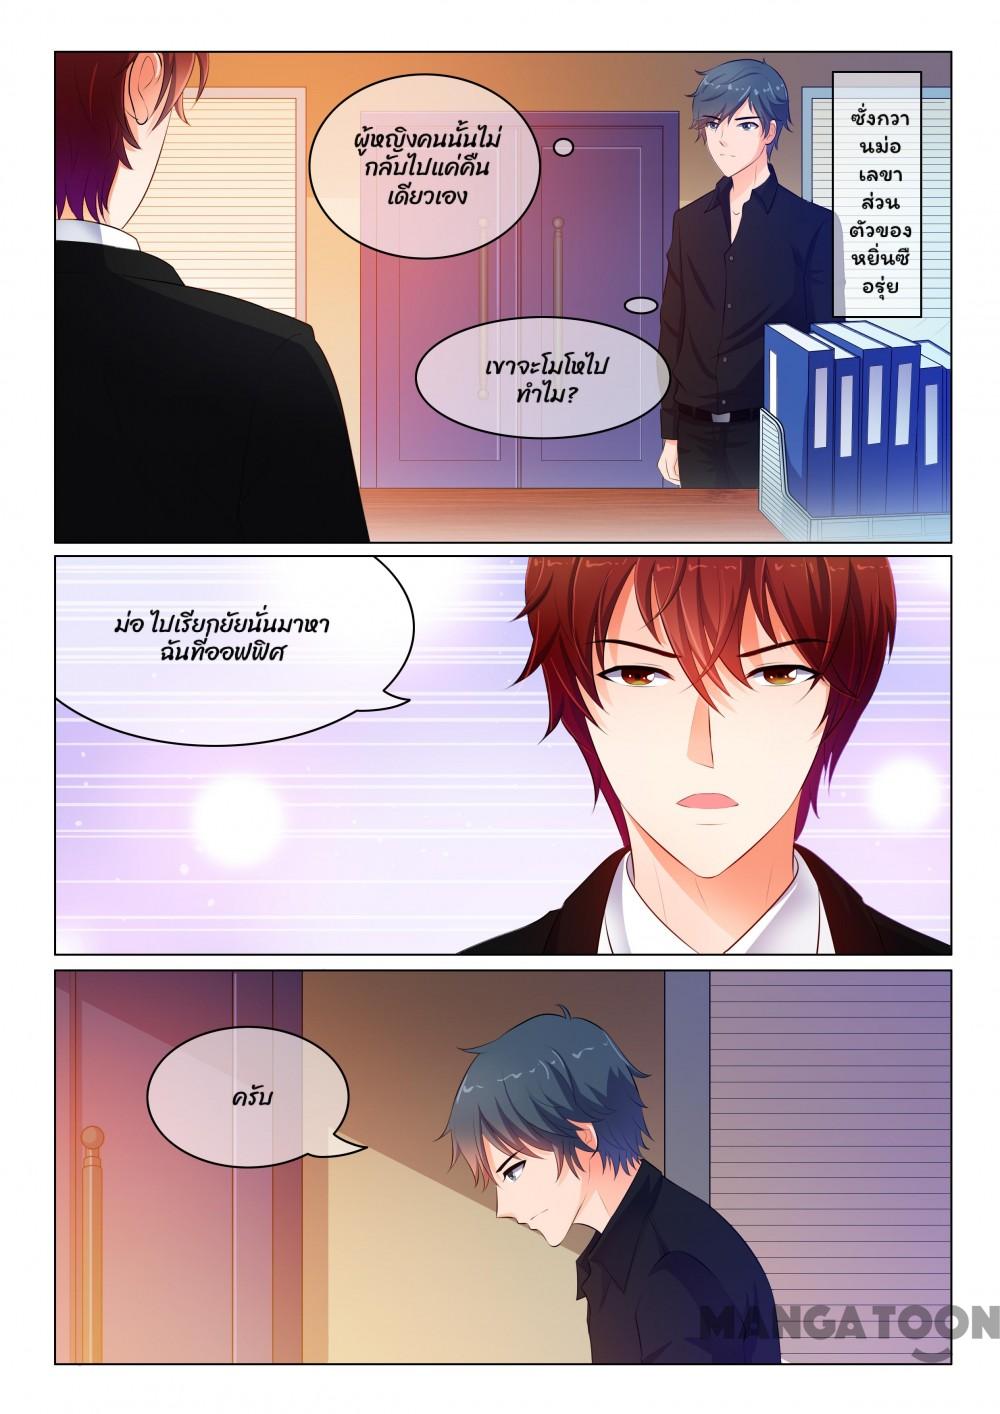 ผู้หญิงคนนั้นไม่
กลับไปแค่คืน
เดียวเอง
ซั่งกวา
นม่อ
เลขา
ส่วน
ตัวของ
หยิ่นซื
อรุ่ย
เขาจะโมโหไป
ทำไม?
ม่อ ไปเรียกยัยนั่นมาหา
ฉันที่ออฟฟิศ
ครับ
MANGATOON